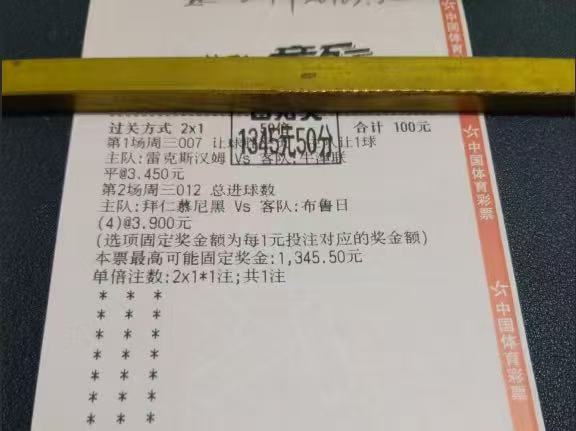 过关方式 2x1 50倍 合计 100元
1345元50分
第1场周三007 让球 让1球
主队:雷克斯汉姆 Vs 客队:牛津联
平@3.450元
第2场周三012 总进球数
主队:拜仁慕尼黑 Vs 客队:布鲁日
(4)@3.900元
(选项固定奖金额为每1元投注对应的奖金额)
本票最高可能固定奖金:1,345.50元
单倍注数:2x1*1注;共1注
* * *
* * *
* * *
* * *
* * *
* * *
* * *
中国体育彩票
中国体育彩票
中国体育彩票